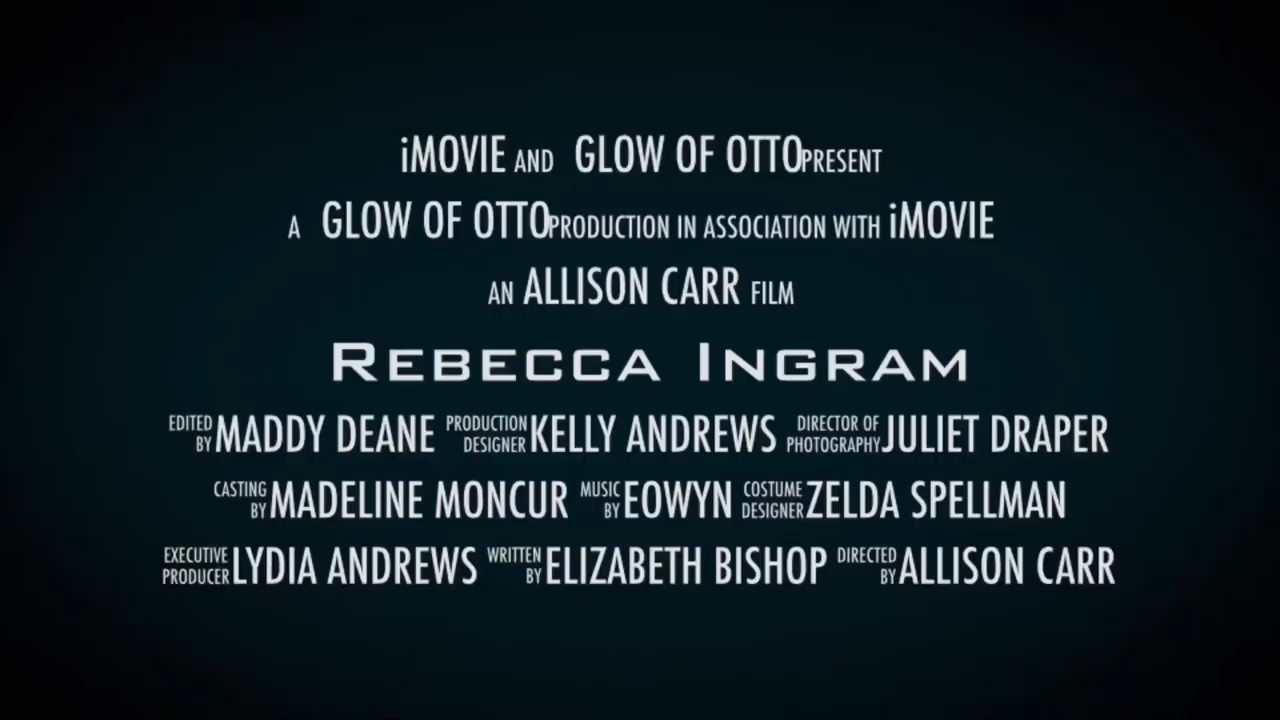 iMOVIE AND GLOW OF OTTO PRESENT
A GLOW OF OTTO PRODUCTION IN ASSOCIATION WITH iMOVIE
AN ALLISON CARR FILM
REBECCA INGRAM
EDITED BY MADDY DEANE PRODUCTION DESIGNER KELLY ANDREWS DIRECTOR OF PHOTOGRAPHY JULIET DRAPER
CASTING BY MADELINE MONCUR MUSIC BY EOWYN COSTUME DESIGNER ZELDA SPELLMAN
EXECUTIVE PRODUCER LYDIA ANDREWS WRITTEN BY ELIZABETH BISHOP DIRECTED BY ALLISON CARR